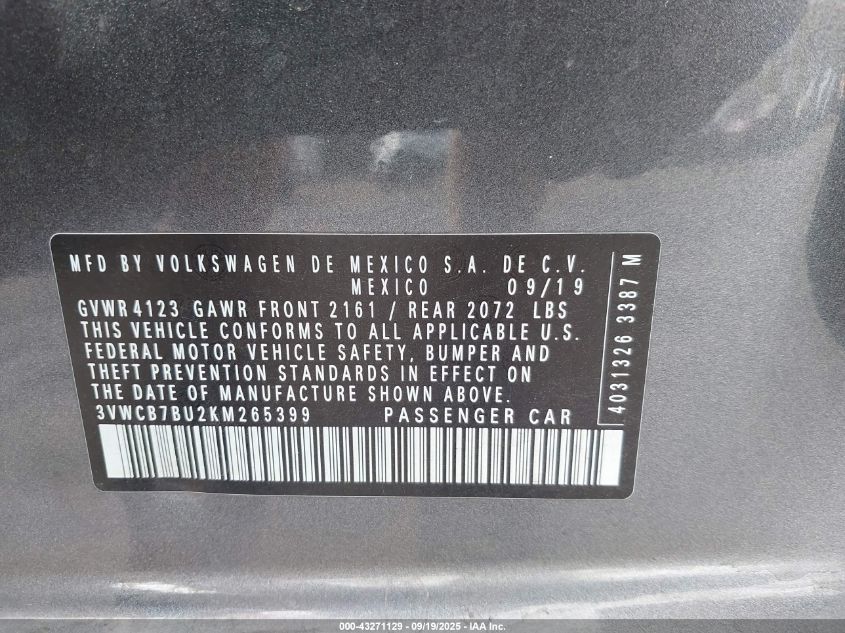 MFD BY VOLKSWAGEN DE MEXICO S.A. DE C.V.
MEXICO 09/19
GVWR 4123 GAWR FRONT 2161 / REAR 2072 LBS
THIS VEHICLE CONFORMS TO ALL APPLICABLE U.S.
FEDERAL MOTOR VEHICLE SAFETY, BUMPER AND
THEFT PREVENTION STANDARDS IN EFFECT ON
THE DATE OF MANUFACTURE SHOWN ABOVE.
3VWCB7BU2KM265399 PASSENGER CAR
4031326 3387 M
000-43271129 - 09/19/2025 - IAA Inc.